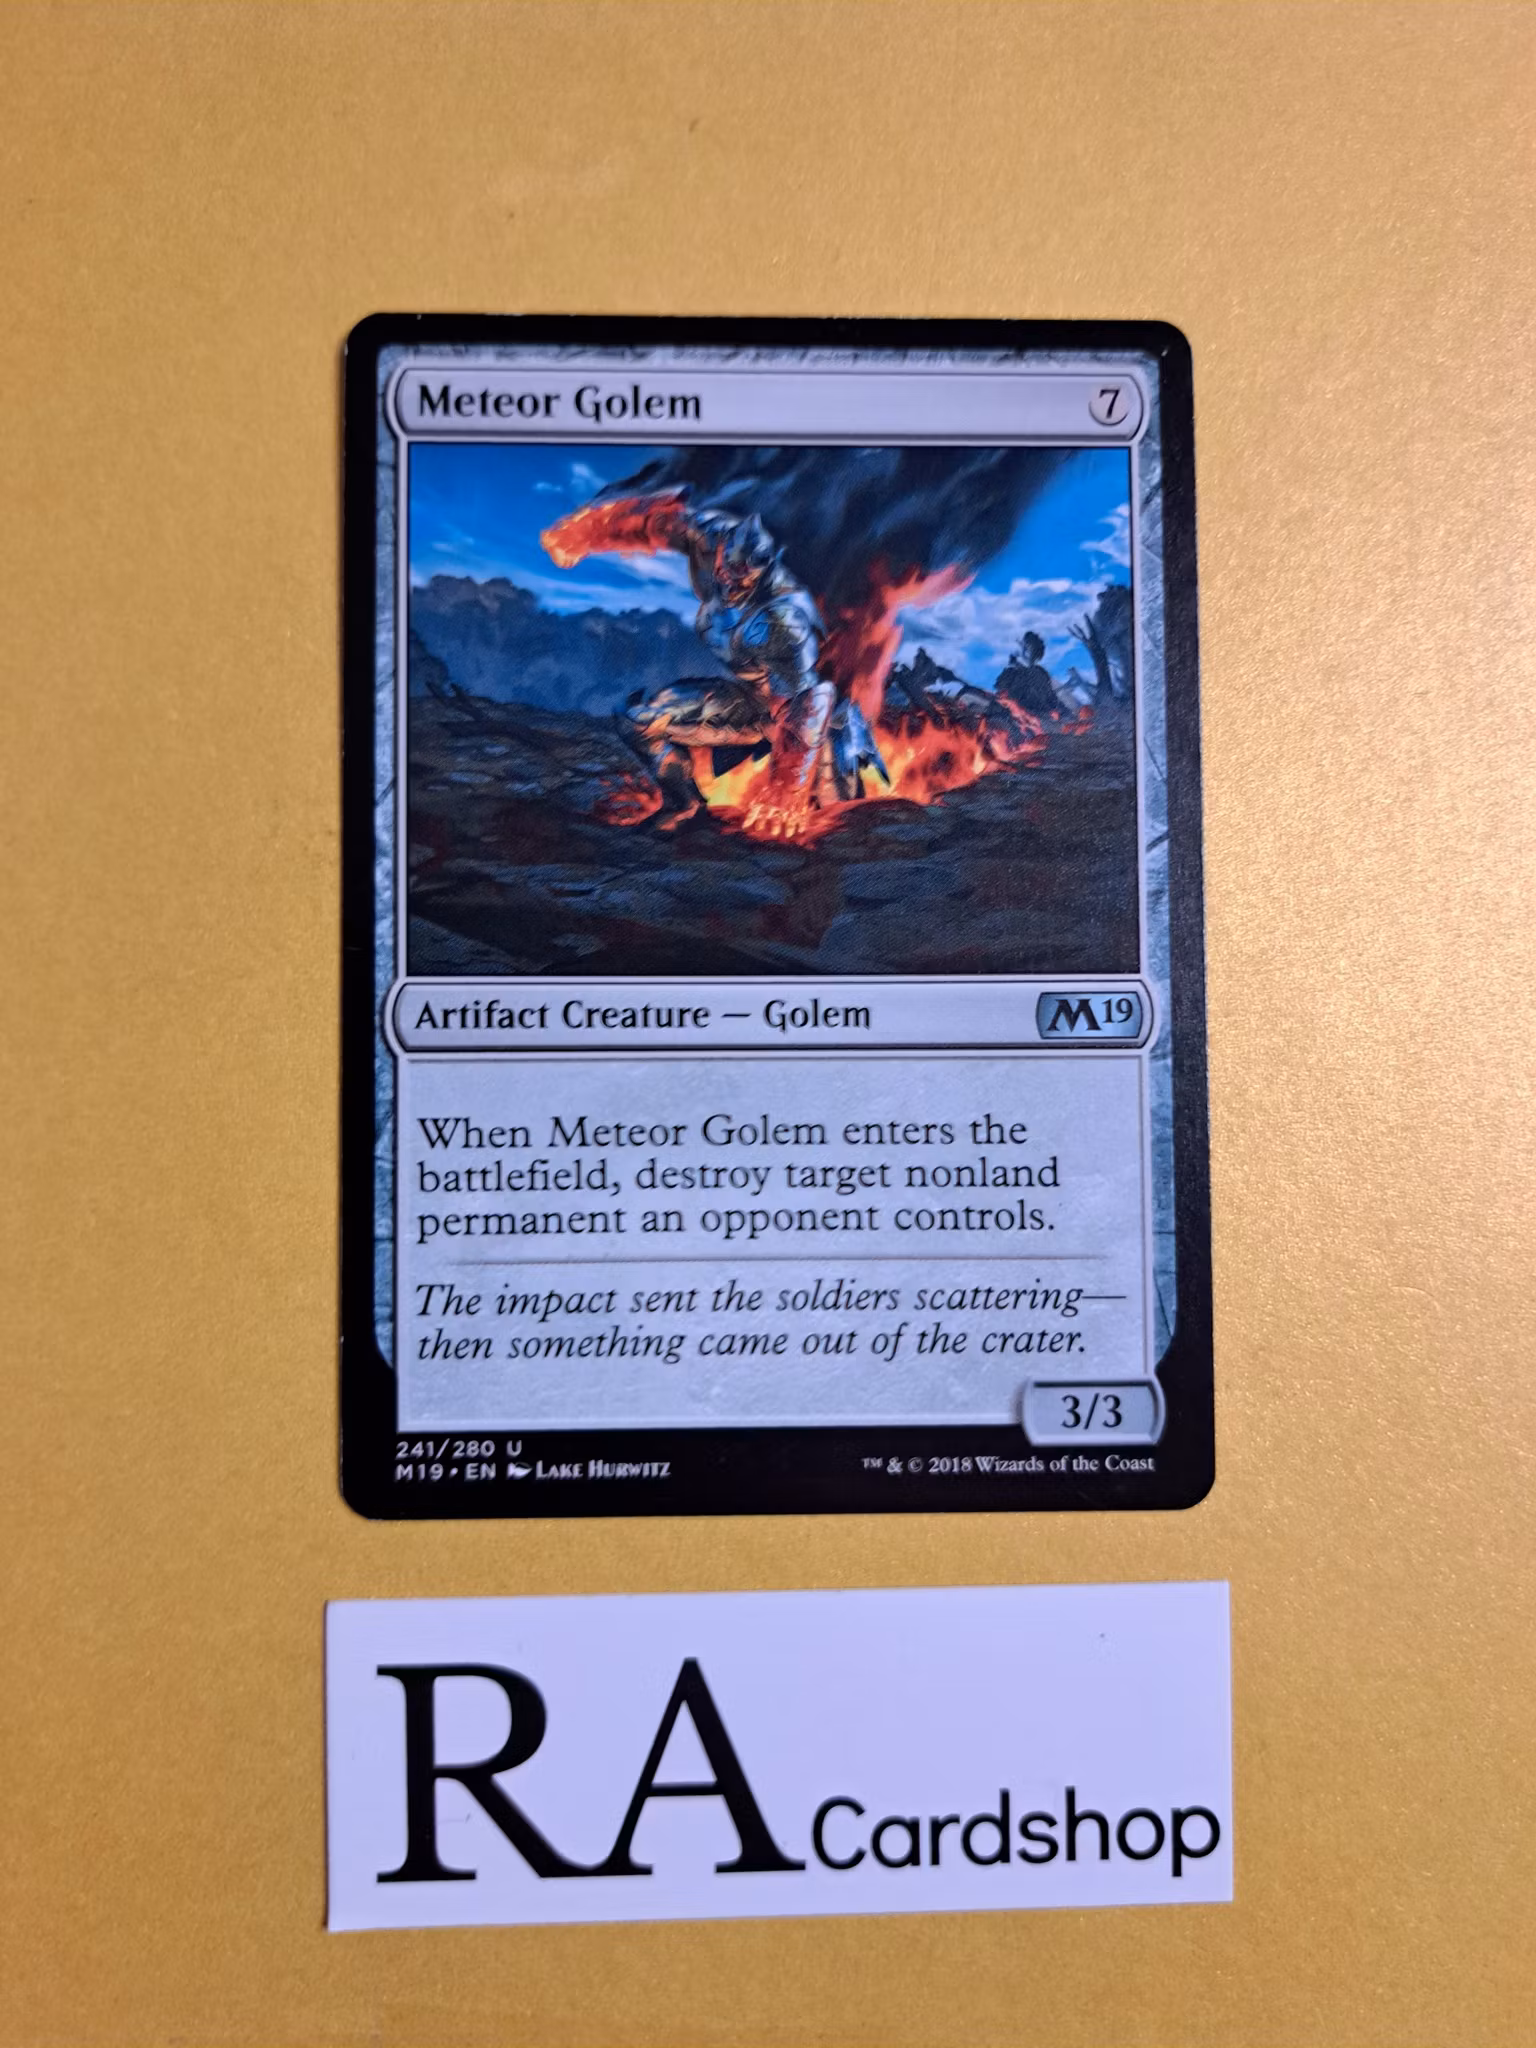 Meteor Golem 7
Artifact Creature — Golem M19
When Meteor Golem enters the
battlefield, destroy target nonland
permanent an opponent controls.
The impact sent the soldiers scattering—
then something came out of the crater.
3/3
241/280 U
M19 • EN Lake Hurwitz ™ & © 2018 Wizards of the Coast
RA Cardshop